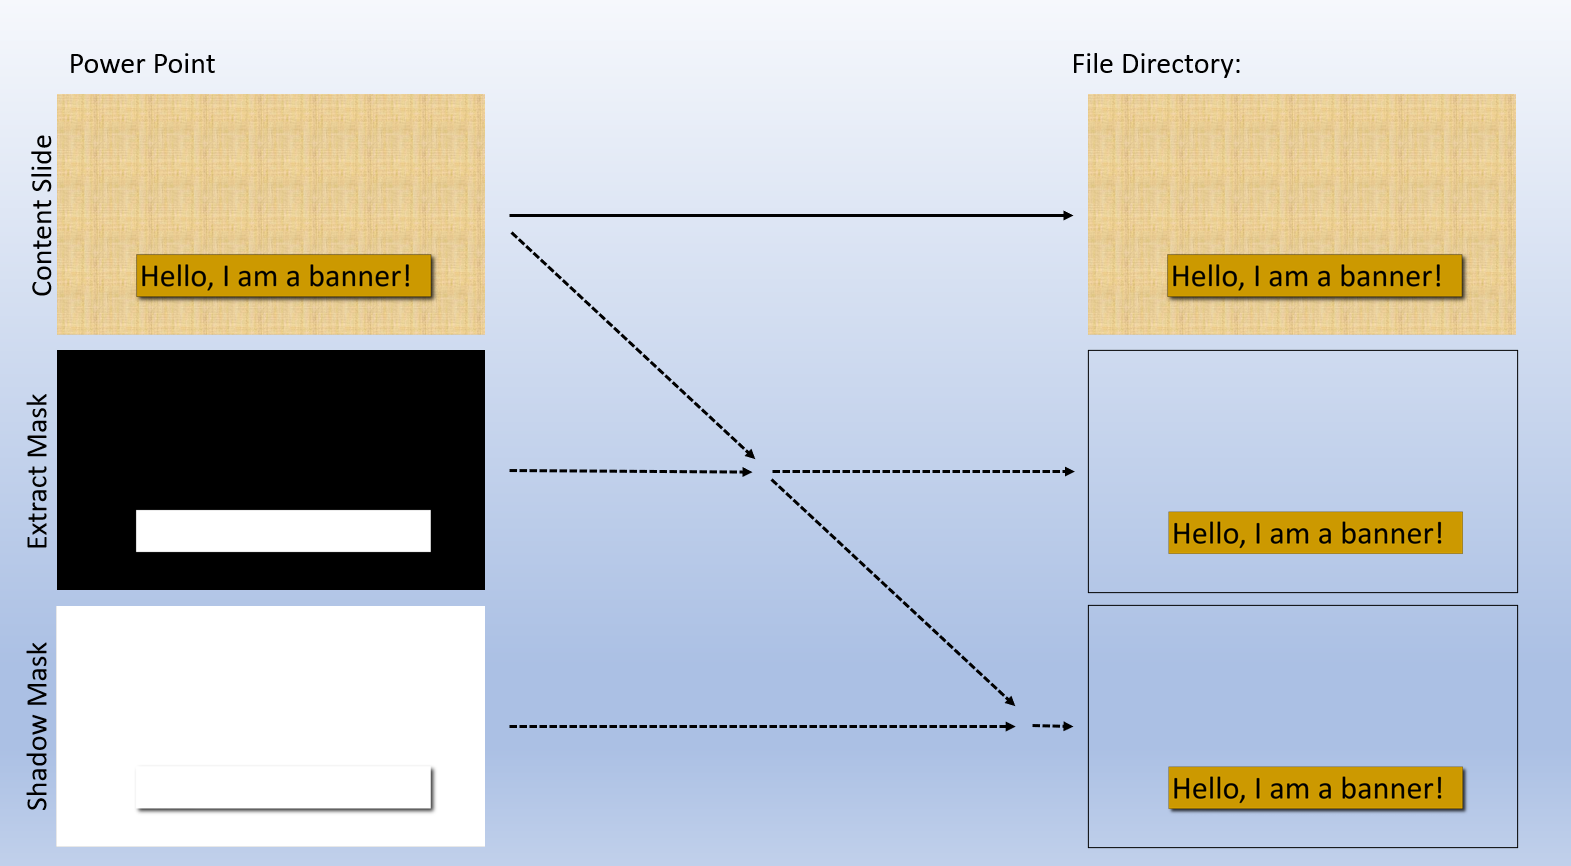 Power Point
File Directory:
Content Slide
Hello, I am a banner!
Hello, I am a banner!
Extract Mask
Hello, I am a banner!
Shadow Mask
Hello, I am a banner!